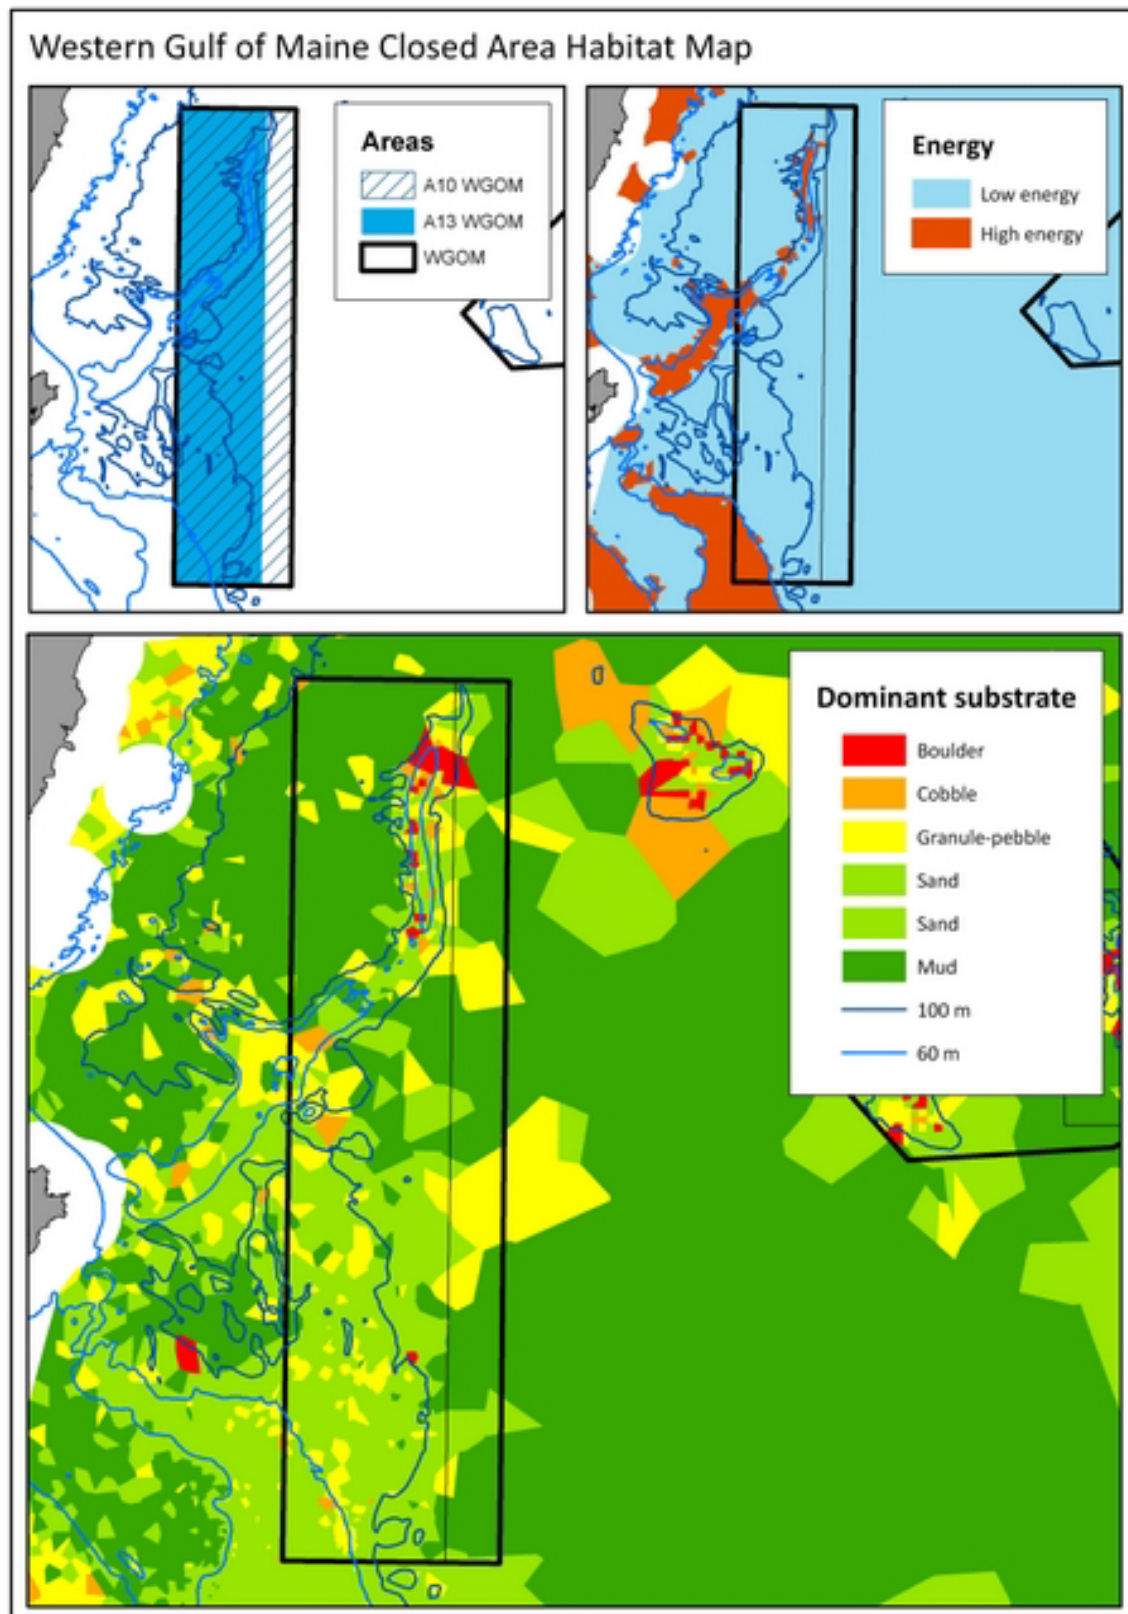 Western Gulf of Maine Closed Area Habitat Map
Areas
A10 WGOM
A13 WGOM
WGOM
Energy
Low energy
High energy
Dominant substrate
Boulder
Cobble
Granule-pebble
Sand
Sand
Mud
100 m
60 m